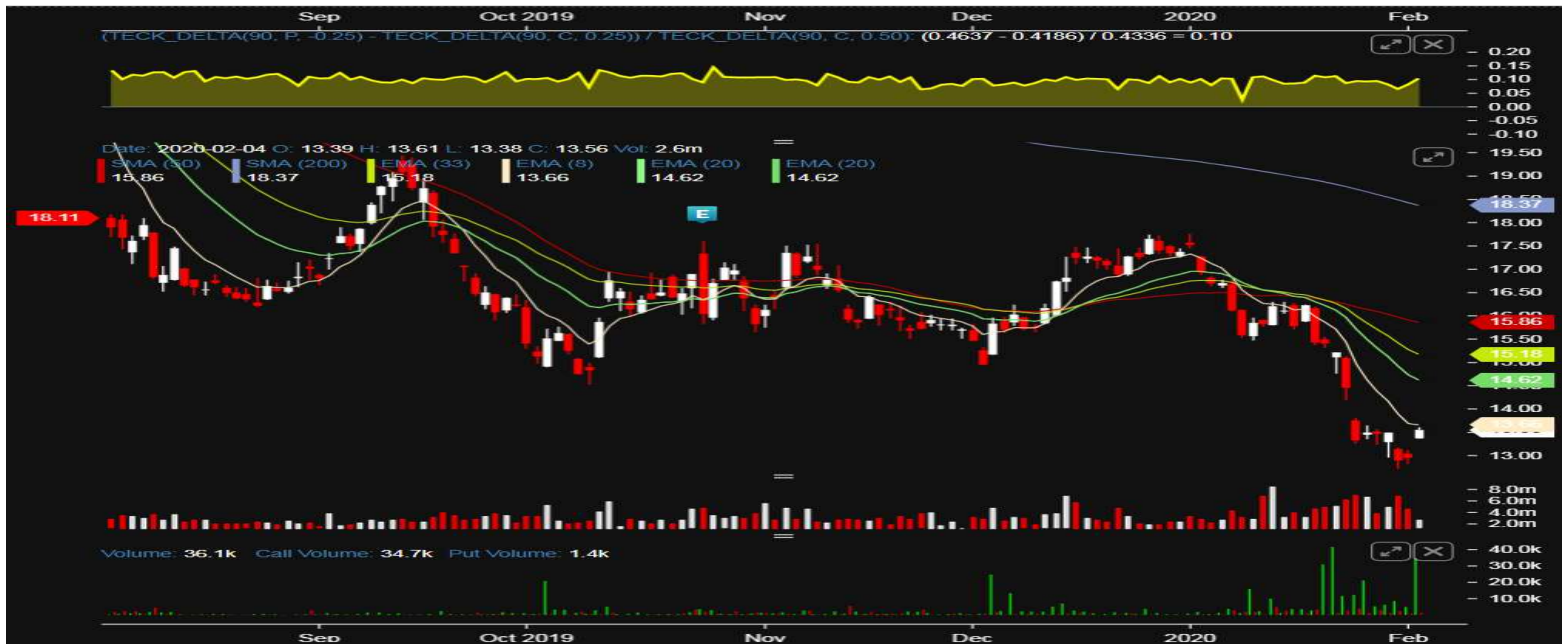 Sep Oct 2019 Nov Dec 2020 Feb
(TECK_DELTA(90, P, -0.25) - TECK_DELTA(90, C, 0.25)) / TECK_DELTA(90, C, 0.50): (0.4637 - 0.4186) / 0.4336 = 0.10
0.20
0.15
0.10
0.05
0.00
-0.05
-0.10
Date: 2020-02-04 O: 13.39 H: 13.61 L: 13.38 C: 13.56 Vol: 2.6m
SMA (50) SMA (200) EMA (33) EMA (8) EMA (20) EMA (20)
15.86 18.37 15.18 13.66 14.62 14.62
19.50
19.00
18.37
18.11
E
18.00
17.50
17.00
16.50
15.86
15.50
15.18
14.62
14.00
13.00
8.0m
6.0m
4.0m
2.0m
Volume: 36.1k Call Volume: 34.7k Put Volume: 1.4k
40.0k
30.0k
20.0k
10.0k
Sep Oct 2019 Nov Dec 2020 Feb